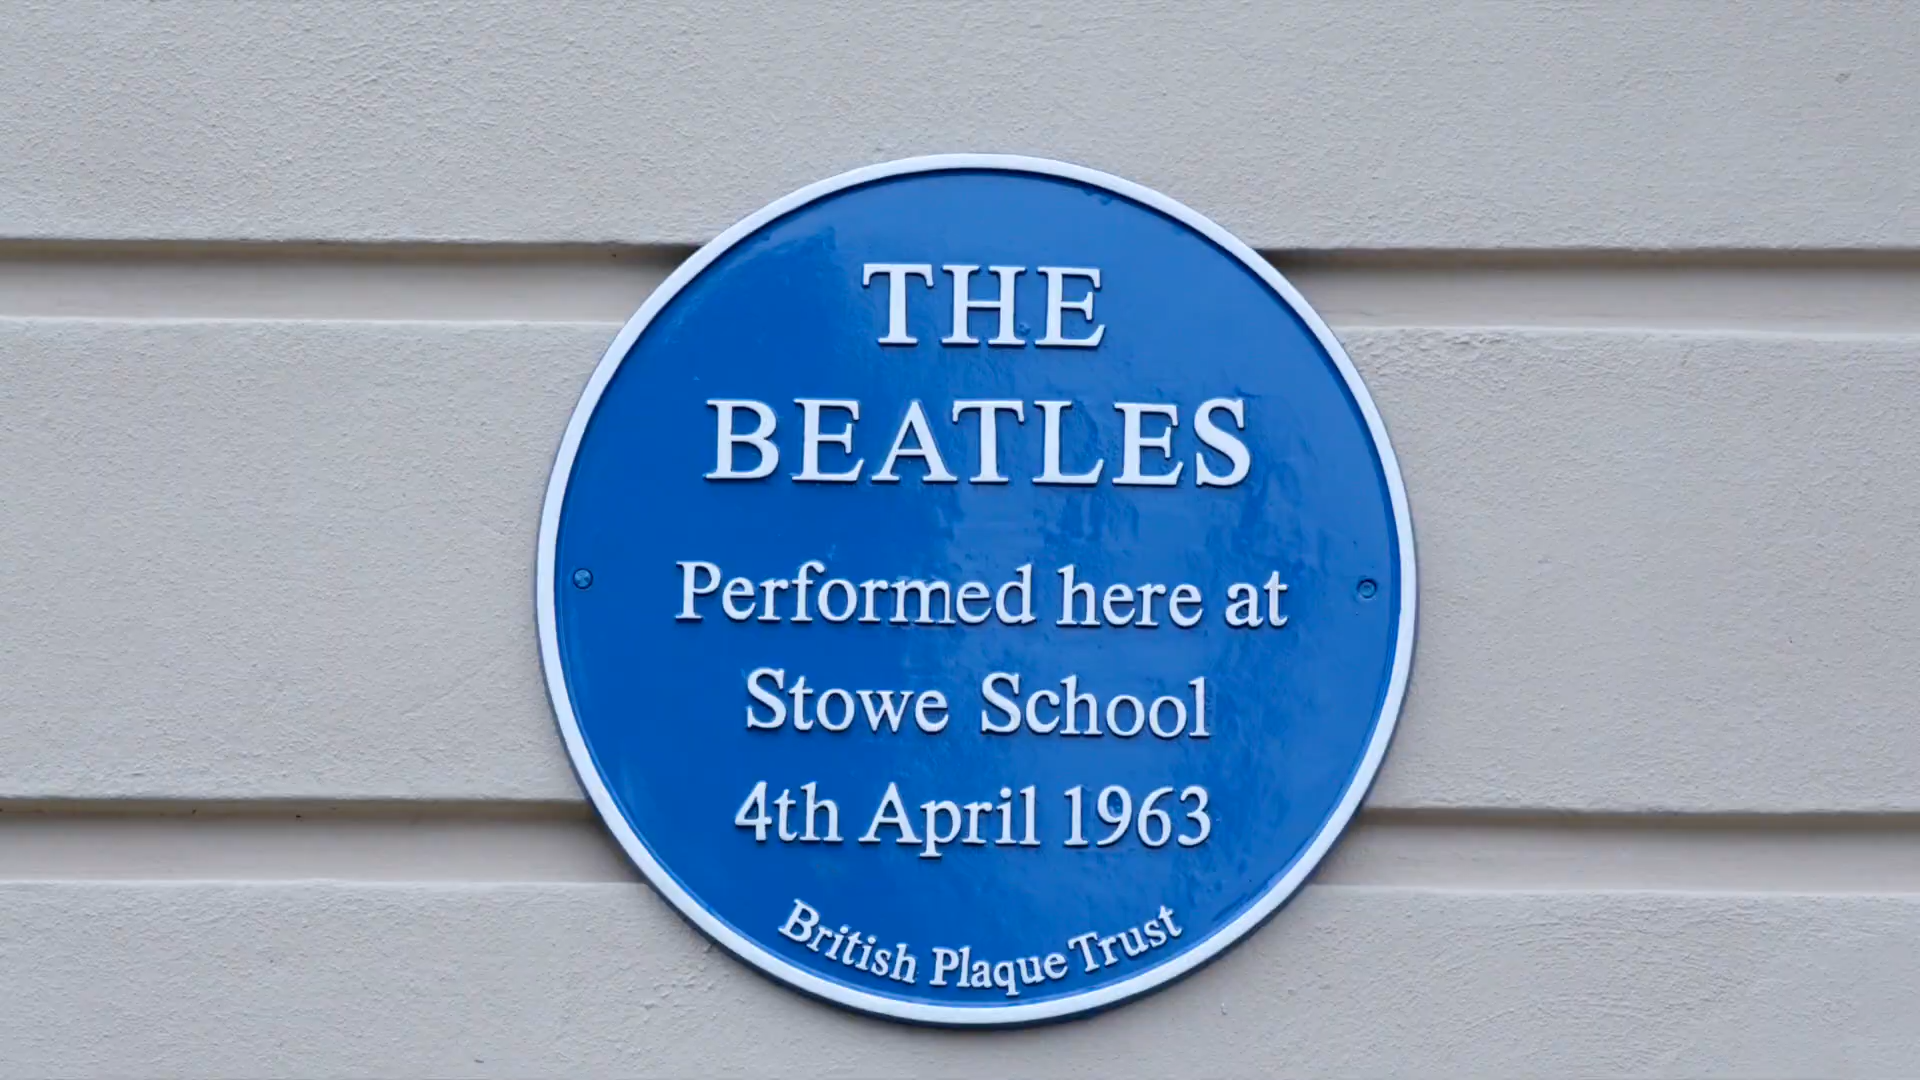 THE
BEATLES
Performed here at
Stowe School
4th April 1963
British Plaque Trust